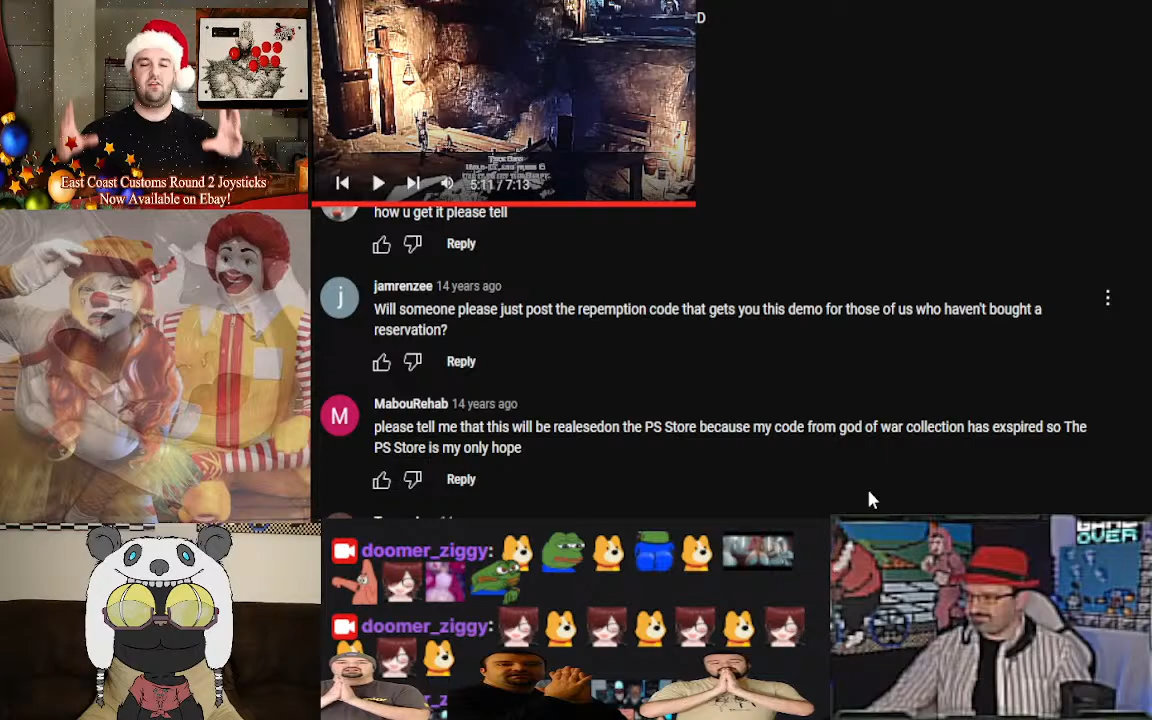 D
East Coast Customs Round 2 Joysticks
Now Available on Ebay!
5:11 / 7:13
how u get it please tell
Reply
j
jamrenzee 14 years ago
Will someone please just post the repemption code that gets you this demo for those of us who haven't bought a
reservation?
Reply
M
MabouRehab 14 years ago
please tell me that this will be realesedon the PS Store because my code from god of war collection has exspired so The
PS Store is my only hope
Reply
doomer_ziggy:
doomer_ziggy:
GAME
OVER